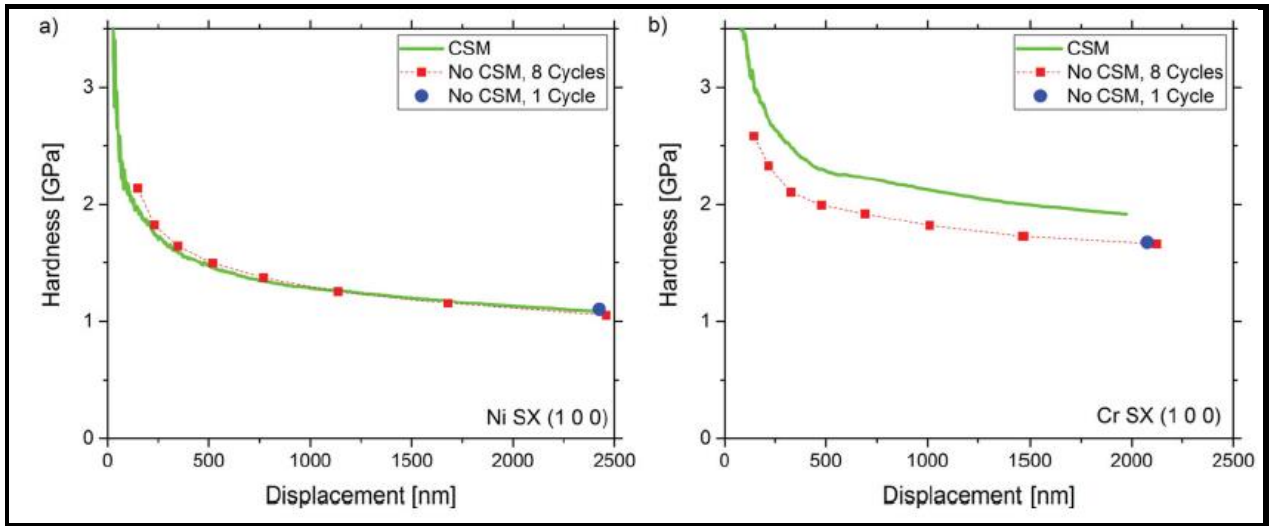 a)
CSM
No CSM, 8 Cycles
No CSM, 1 Cycle
3
2
1
0
Hardness [GPa]
Ni SX (1 0 0)
0 500 1000 1500 2000 2500
Displacement [nm]
b)
CSM
No CSM, 8 Cycles
No CSM, 1 Cycle
3
2
1
0
Hardness [GPa]
Cr SX (1 0 0)
0 500 1000 1500 2000 2500
Displacement [nm]